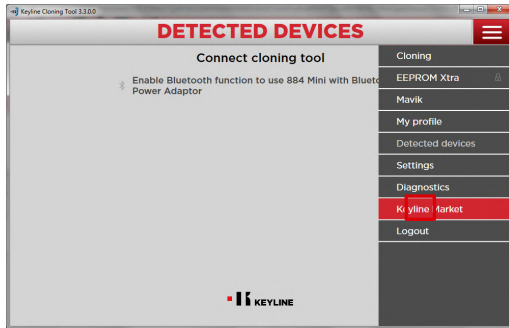 Keyline Cloning Tool 3.3.0.0
DETECTED DEVICES
Connect cloning tool
Enable Bluetooth function to use 884 Mini with Blueto
Power Adaptor
Cloning
EEPROM Xtra
Mavik
My profile
Detected devices
Settings
Diagnostics
Keyline Market
Logout
KEYLINE